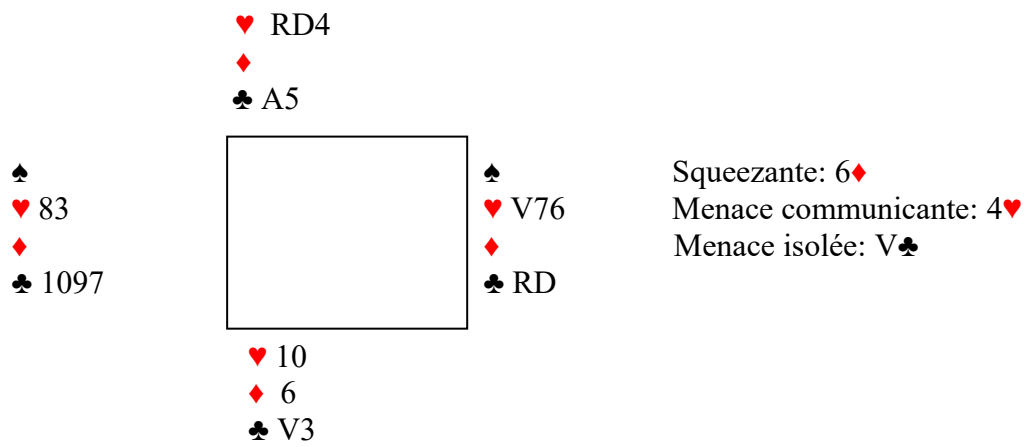 ♥ RD4
♦
♣ A5
♠
♥ 83
♦
♣ 1097
♠
♥ V76
♦
♣ RD
Squeezante: 6♦
Menace communicante: 4♥
Menace isolée: V♣
♥ 10
♦ 6
♣ V3